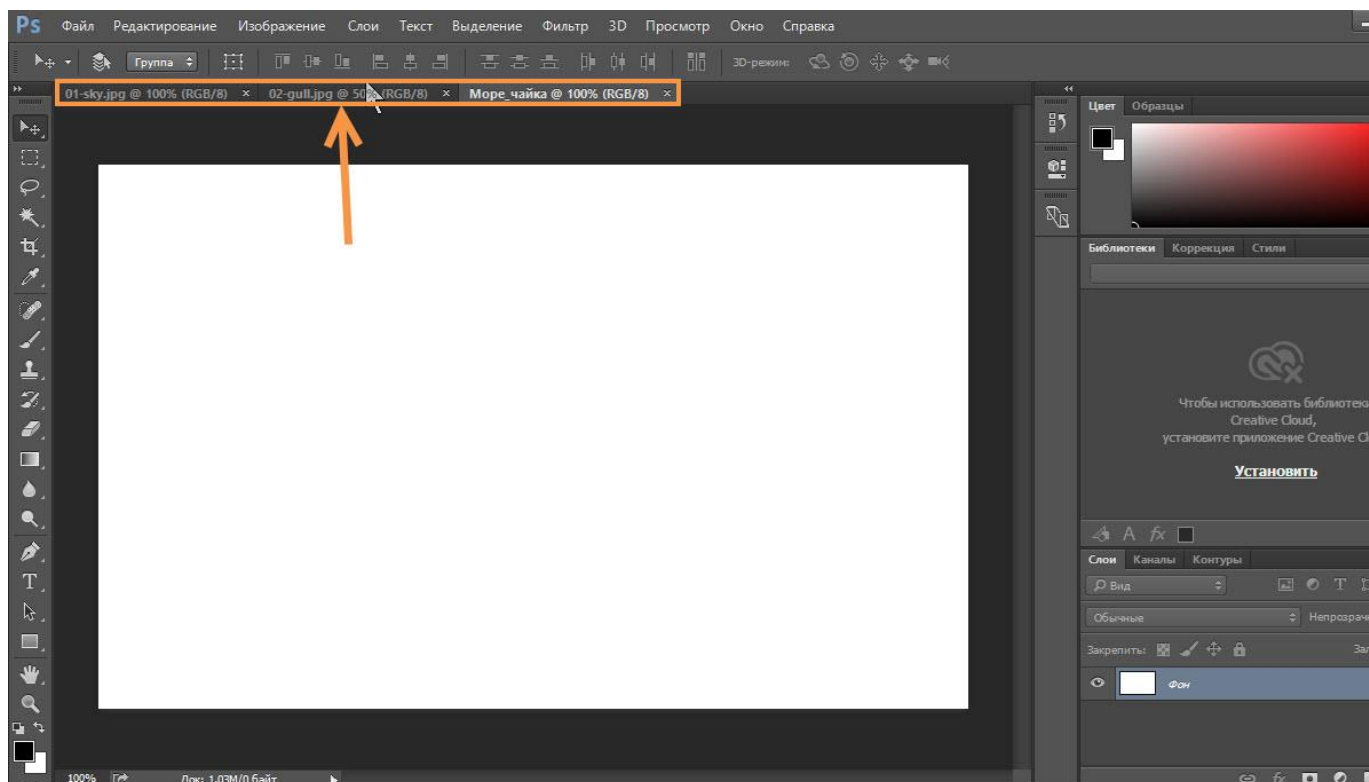 Ps Файл Редактирование Изображение Слои Текст Выделение Фильтр 3D Просмотр Окно Справка
Группа 3D-режим:
01-sky.jpg @ 100% (RGB/8) × 02-gull.jpg @ 50% (RGB/8) × Море_чайка @ 100% (RGB/8) ×
Цвет Образцы
Библиотеки Коррекция Стили
Чтобы использовать библиотеки
Creative Cloud,
установите приложение Creative Cl
Установить
Слои Каналы Контуры
Вид
Обычные Непрозрач
Закрепить: Зал
Фон
100% Док: 1,03M/0 байт